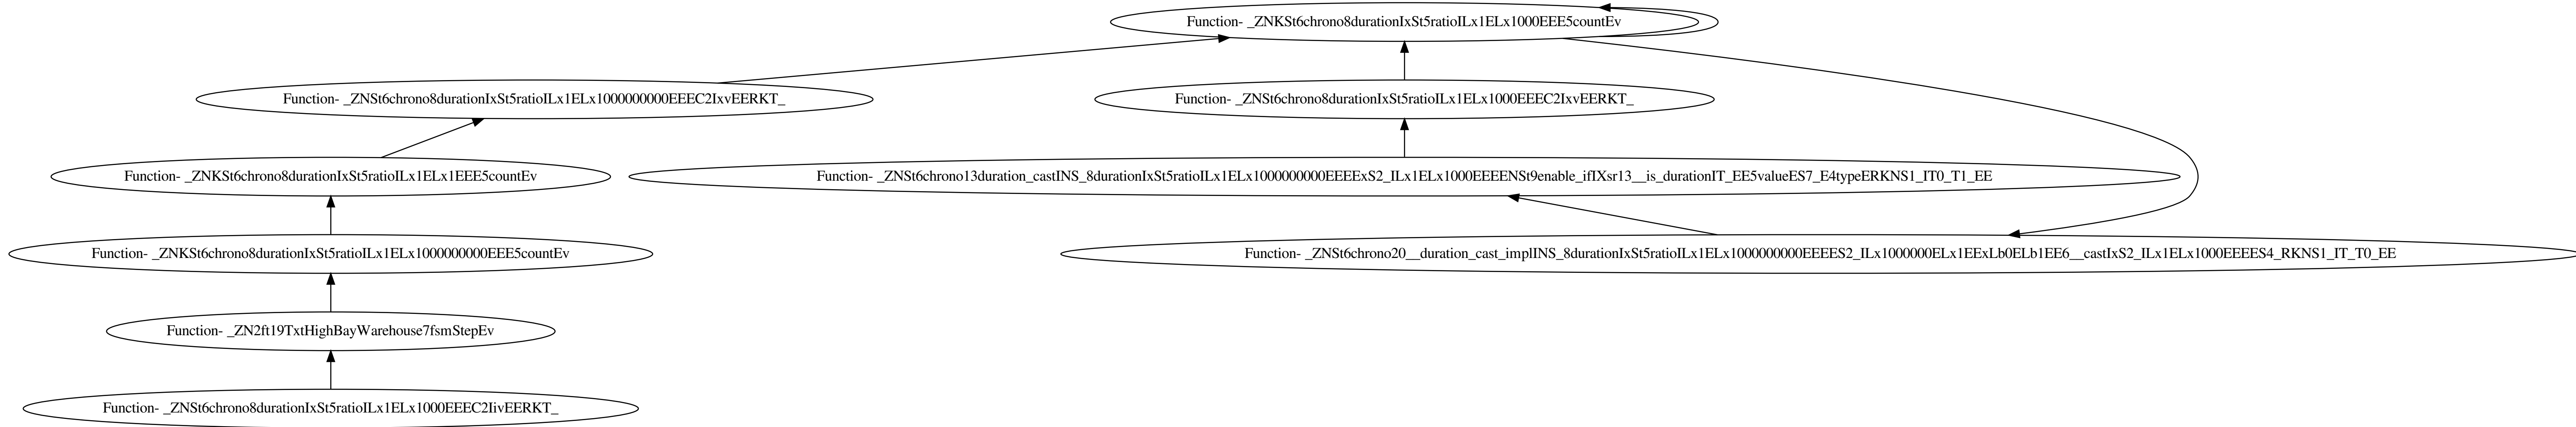 Function- _ZNKSt6chrono8durationIxSt5ratioILx1ELx1000EEE5countEv
Function- _ZNSt6chrono8durationIxSt5ratioILx1ELx1000000000EEEC2IxvEERKT_
Function- _ZNSt6chrono8durationIxSt5ratioILx1ELx1000EEEC2IxvEERKT_
Function- _ZNKSt6chrono8durationIxSt5ratioILx1ELx1EEE5countEv
Function- _ZNSt6chrono13duration_castINS_8durationIxSt5ratioILx1ELx1000000000EEEExS2_ILx1ELx1000EEEENSt9enable_ifIXsr13__is_durationIT_EE5valueES7_E4typeERKNS1_IT0_T1_EE
Function- _ZNKSt6chrono8durationIxSt5ratioILx1ELx1000000000EEE5countEv
Function- _ZNSt6chrono20__duration_cast_implINS_8durationIxSt5ratioILx1ELx1000000000EEEES2_ILx1000000ELx1EExLb0ELb1EE6__castIxS2_ILx1ELx1000EEEES4_RKNS1_IT_T0_EE
Function- _ZN2ft19TxtHighBayWarehouse7fsmStepEv
Function- _ZNSt6chrono8durationIxSt5ratioILx1ELx1000EEEC2IivEERKT_